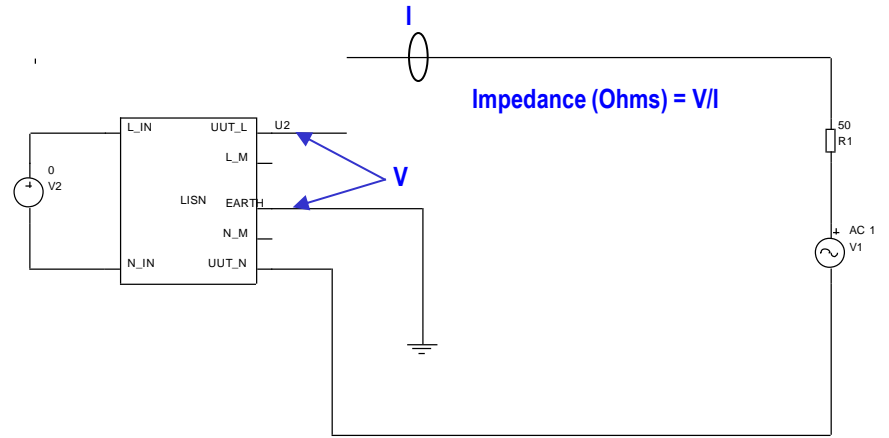 I
Impedance (Ohms) = V/I
L_IN UUT_L U2
50
R1
L_M
0
V2
V
LISN EARTH
N_M
AC 1
V1
N_IN UUT_N